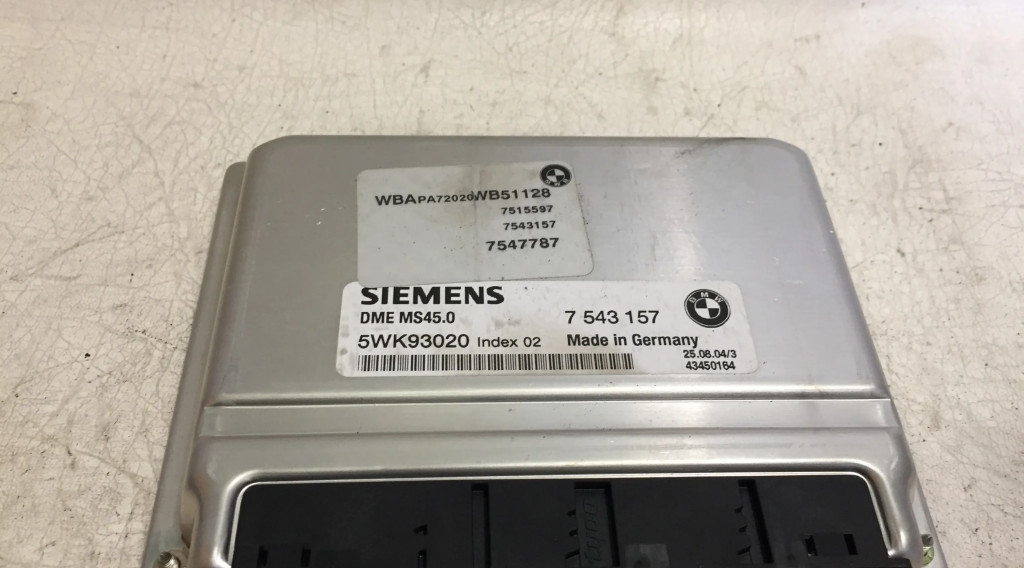 WBAPA72020WB51128
7515597
7543157
7547787
SIEMENS
DME MS45.0
7 543 157
BMW
5WK93020 Index 02 Made in Germany
25.08.04/3
43450164